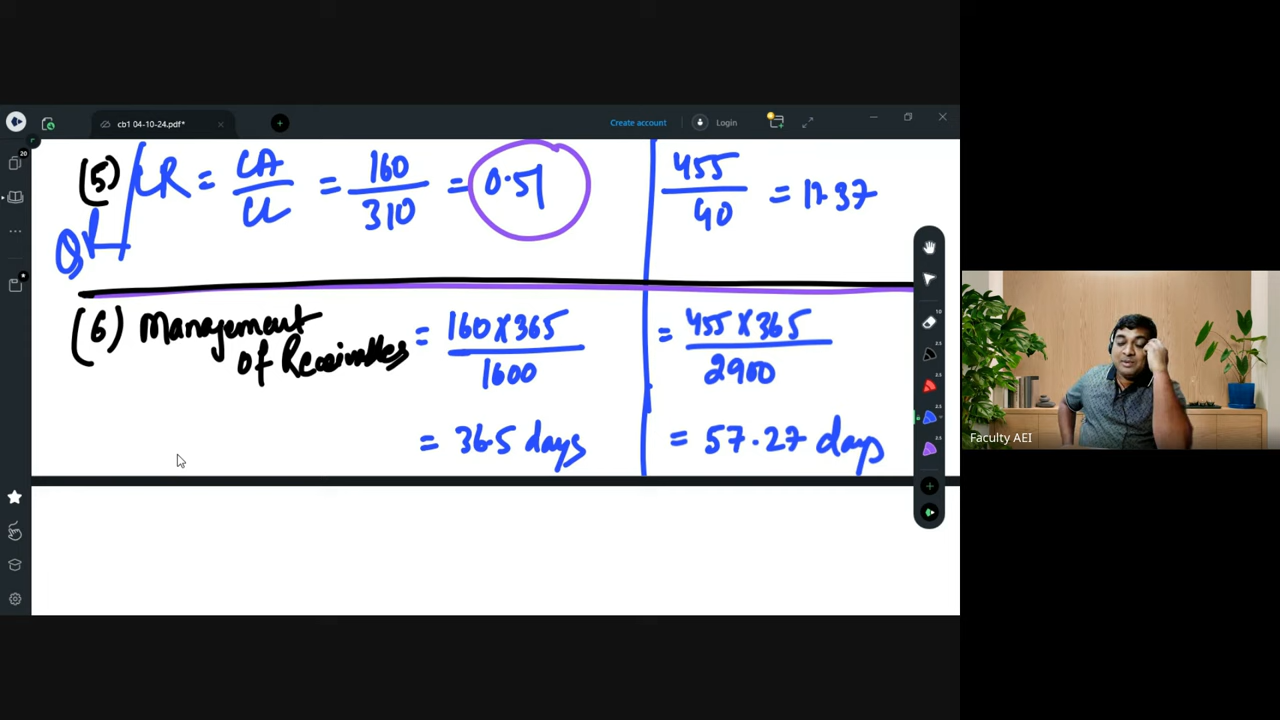 cb1 04-10-24.pdf*
Create account
Login
(5) CR = CA / CL = 160 / 310 = 0.51
455 / 40 = 11.37
(6) Management of Receivables = 160 x 365 / 1600
= 455 x 365 / 2900
= 36.5 days
= 57.27 days
Faculty AEI